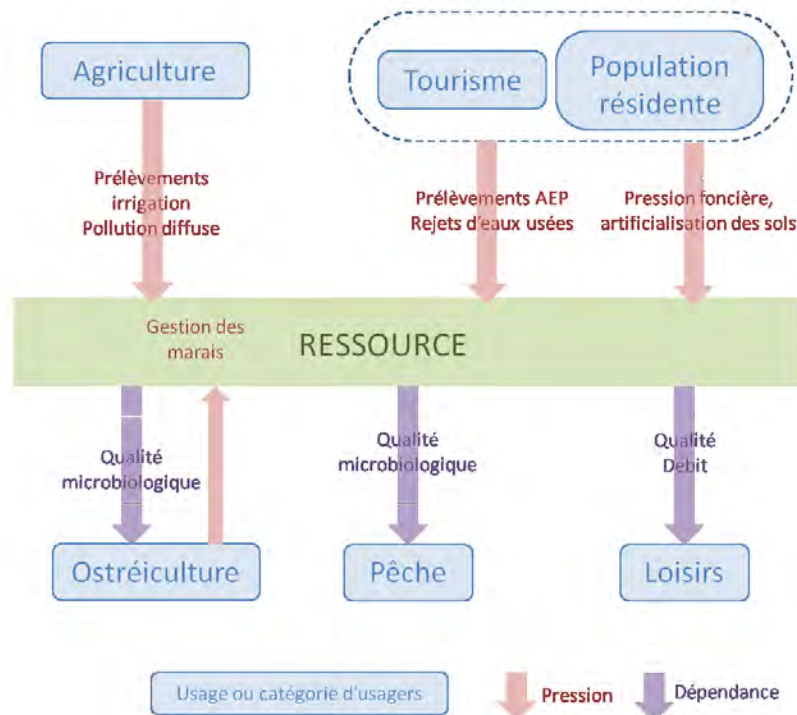 Agriculture
Tourisme
Population
résidente
Prélèvements
irrigation
Pollution diffuse
Prélèvements AEP
Rejets d'eaux usées
Pression foncière,
artificialisation des sols
Gestion des
marais
RESSOURCE
Qualité
microbiologique
Qualité
microbiologique
Qualité
Débit
Ostréiculture
Pêche
Loisirs
Usage ou catégorie d'usagers
Pression
Dépendance